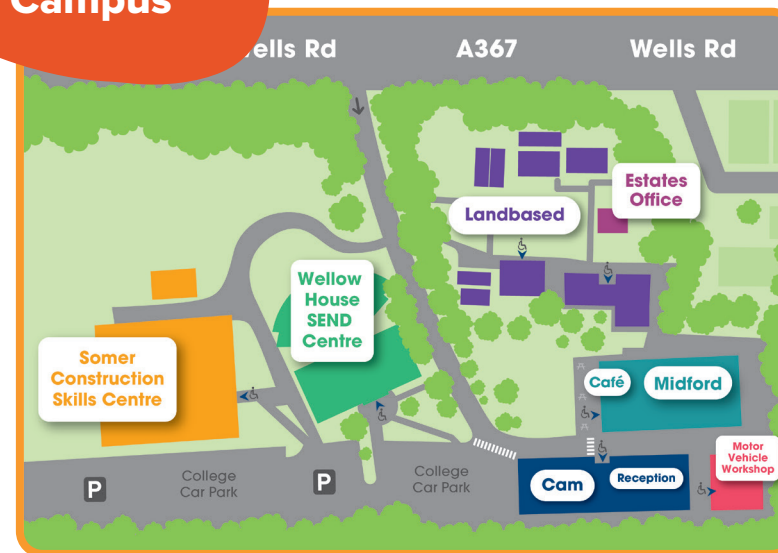 Campus
Wells Rd
A367
Wells Rd
Estates
Office
Landbased
Wellow
House
SEND
Centre
Somer
Construction
Skills Centre
Café
Midford
Motor
Vehicle
Workshop
Cam
Reception
P
College
Car Park
P
College
Car Park